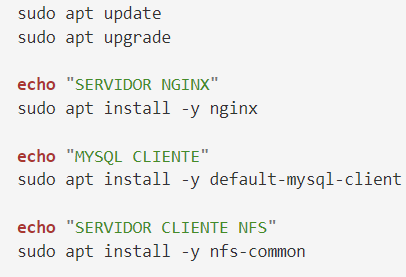 sudo apt update
sudo apt upgrade
echo "SERVIDOR NGINX"
sudo apt install -y nginx
echo "MYSQL CLIENTE"
sudo apt install -y default-mysql-client
echo "SERVIDOR CLIENTE NFS"
sudo apt install -y nfs-common